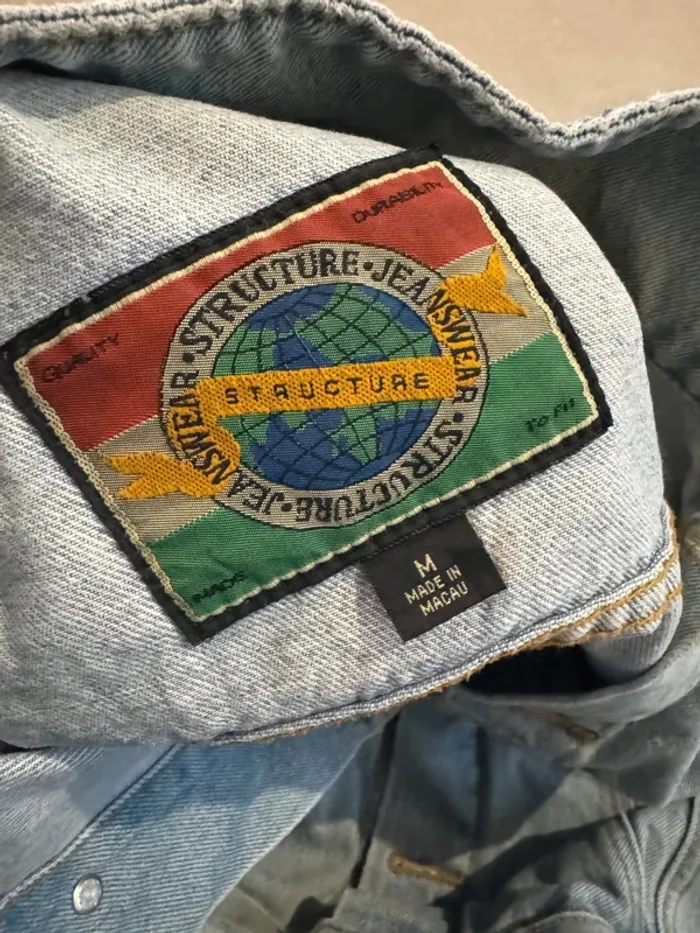 DURABILITY
QUALITY
STRUCTURE • JEANSWEAR • STRUCTURE • JEANSWEAR •
STRUCTURE
TO FIT
MADE
M
MADE IN
MACAU